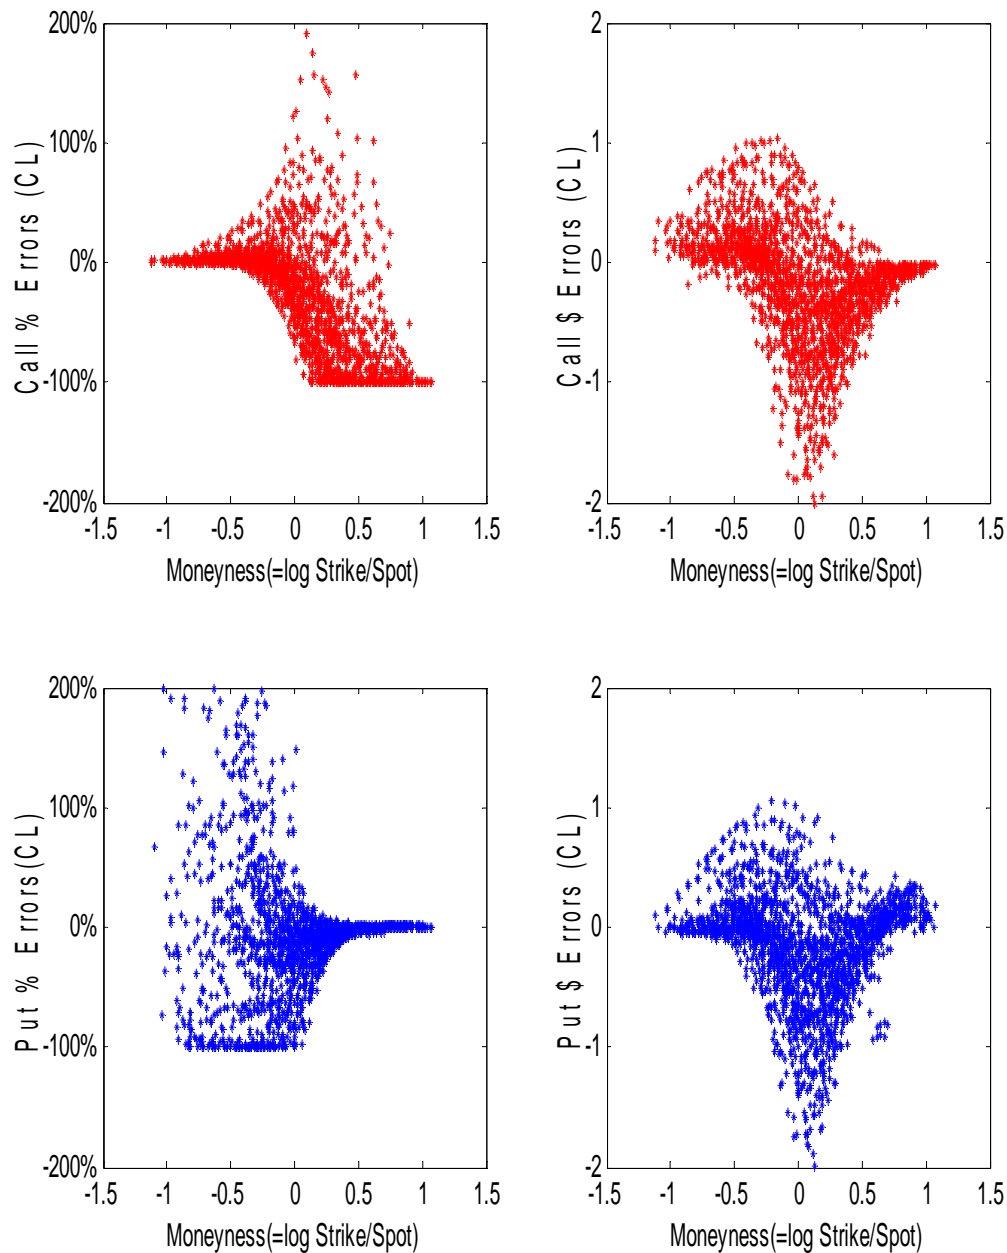 200%
100%
0%
-100%
-200%
Call % Errors (CL)
-1.5 -1 -0.5 0 0.5 1 1.5
Moneyness(=log Strike/Spot)
2
1
0
-1
-2
Call $ Errors (CL)
-1.5 -1 -0.5 0 0.5 1 1.5
Moneyness(=log Strike/Spot)
200%
100%
0%
-100%
-200%
Put % Errors(CL)
-1.5 -1 -0.5 0 0.5 1 1.5
Moneyness(=log Strike/Spot)
2
1
0
-1
-2
Put $ Errors (CL)
-1.5 -1 -0.5 0 0.5 1 1.5
Moneyness(=log Strike/Spot)